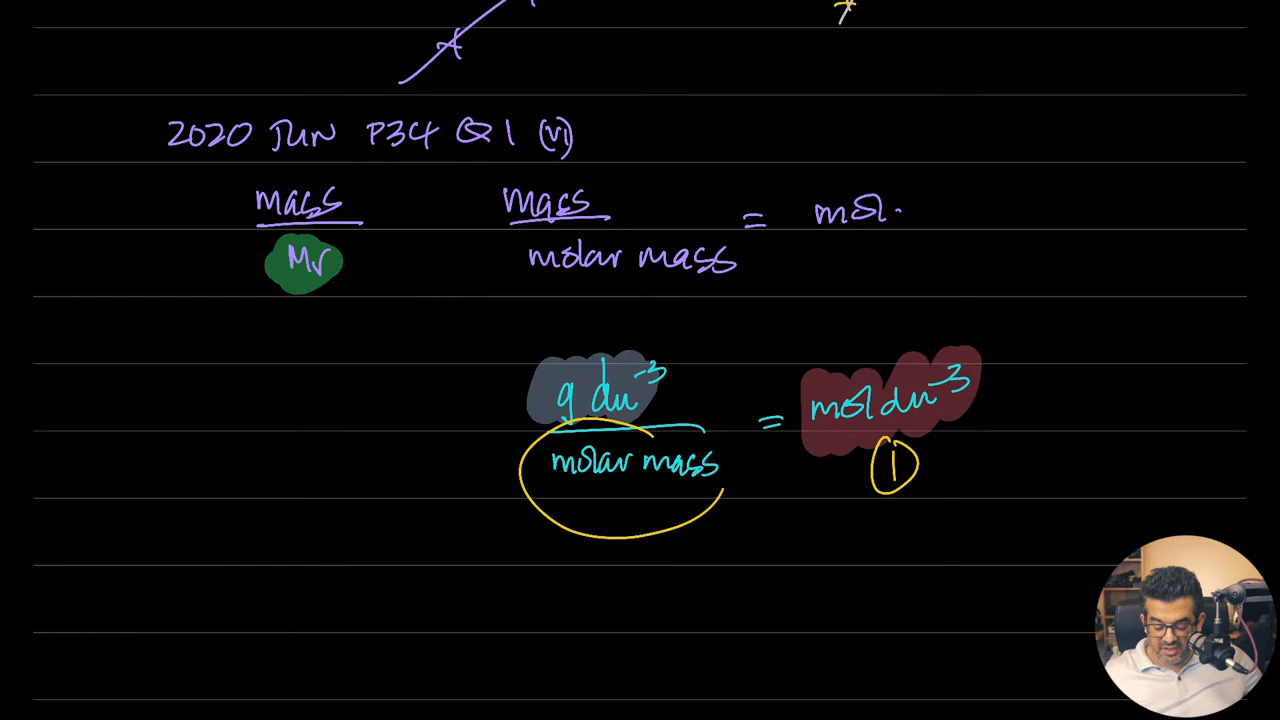 2020 JUN P34 Q1 (vi)
mass mass = mol.
Mr molar mass
g dm⁻³ = mol dm⁻³
molar mass 1